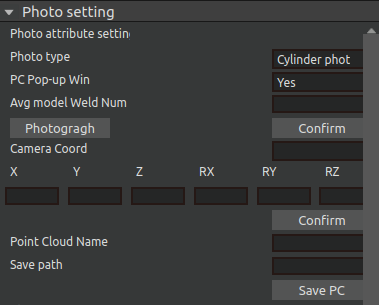 Photo setting
Photo attribute settin
Photo type Cylinder phot
PC Pop-up Win Yes
Avg model Weld Num
Photogragh Confirm
Camera Coord
X Y Z RX RY RZ
Confirm
Point Cloud Name
Save path
Save PC